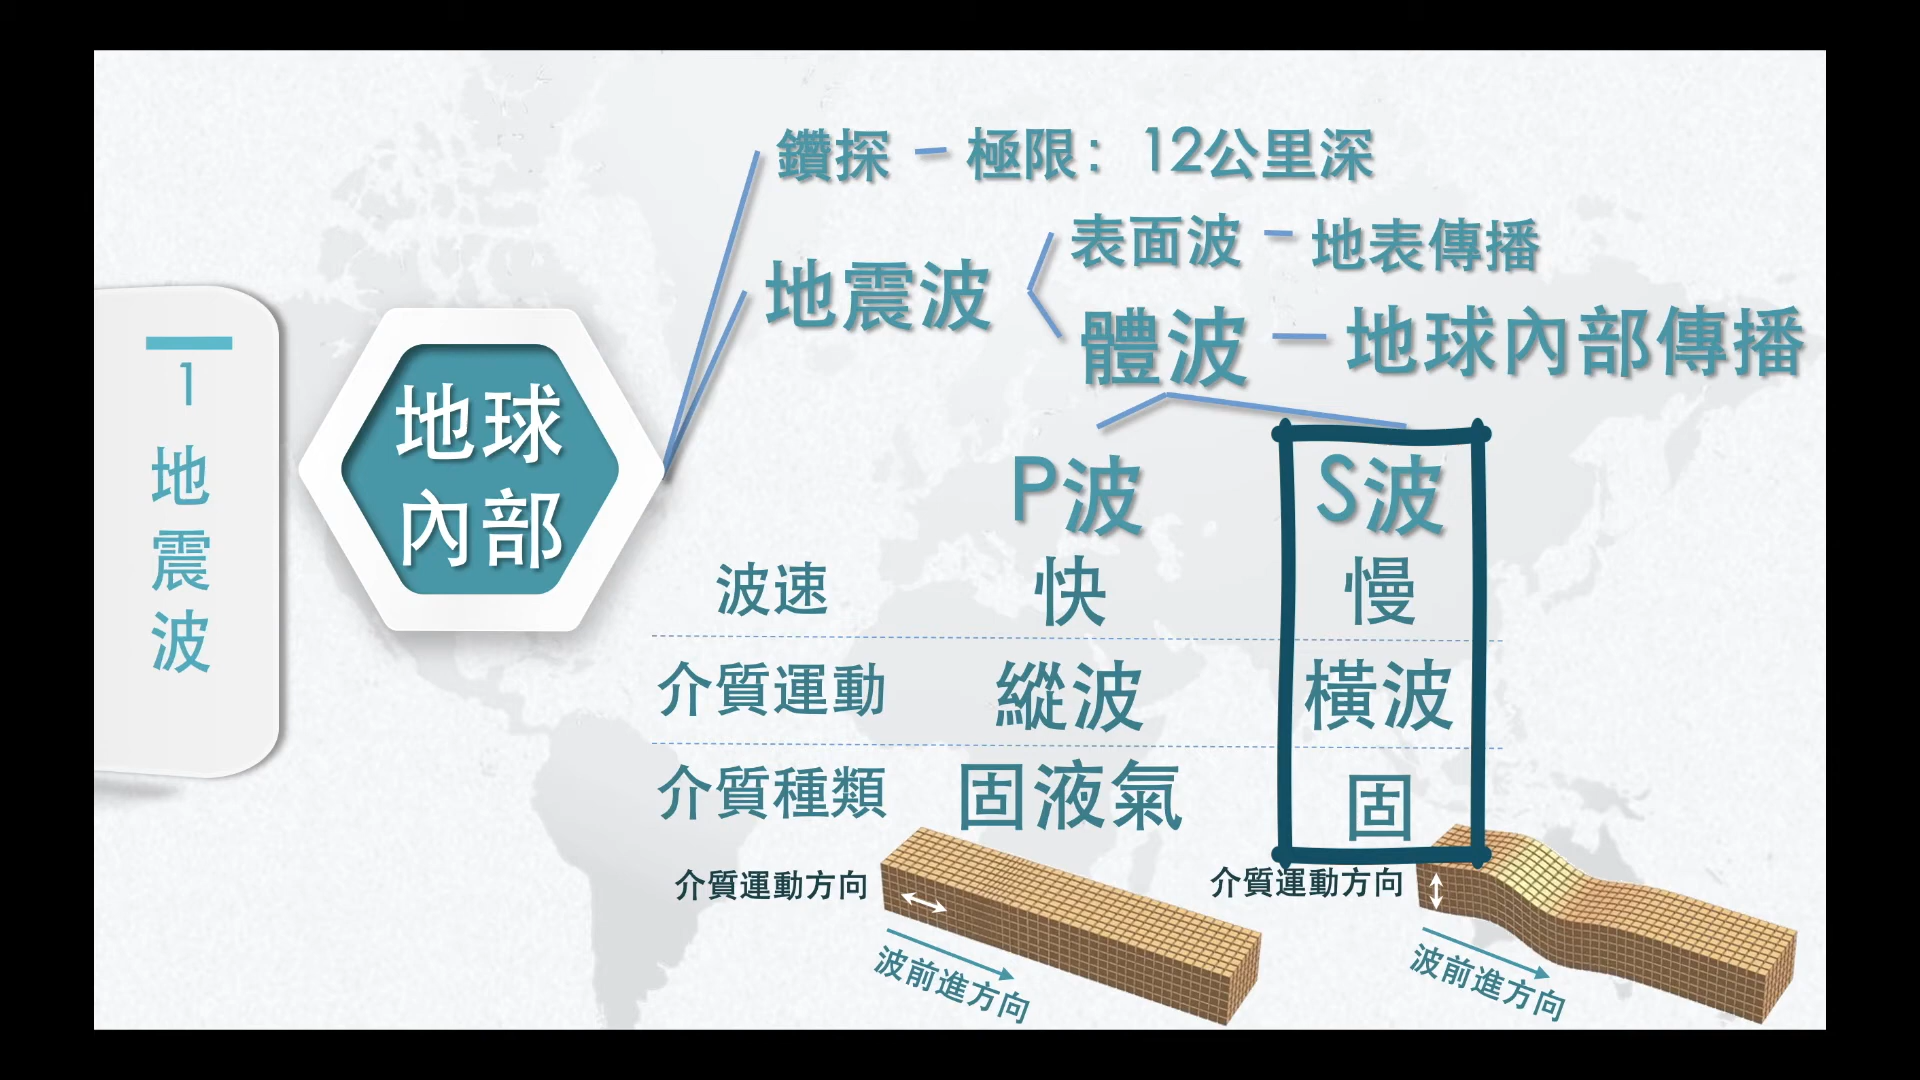 1
地震波
地球
內部
鑽探 - 極限：12公里深
地震波
表面波 - 地表傳播
體波 - 地球內部傳播
P波 S波
波速 快 慢
介質運動 縱波 橫波
介質種類 固液氣 固
介質運動方向
波前進方向
介質運動方向
波前進方向